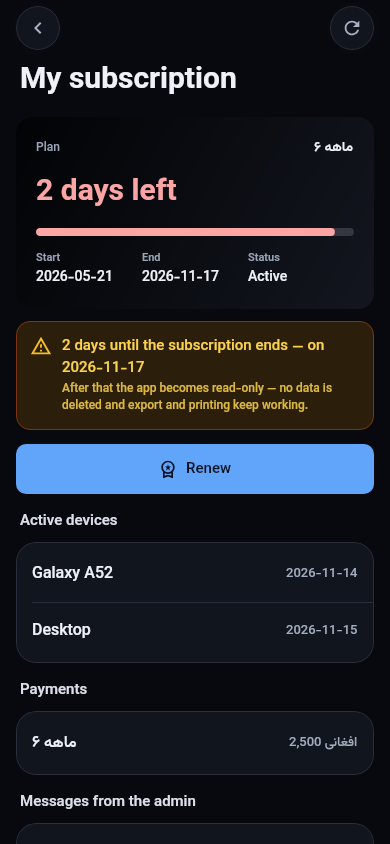 My subscription
Plan
۶ ماهه
2 days left
Start
End
Status
2026-05-21
2026-11-17
Active
2 days until the subscription ends — on
2026-11-17
After that the app becomes read-only — no data is
deleted and export and printing keep working.
Renew
Active devices
Galaxy A52
2026-11-14
Desktop
2026-11-15
Payments
۶ ماهه
2,500 افغانی
Messages from the admin